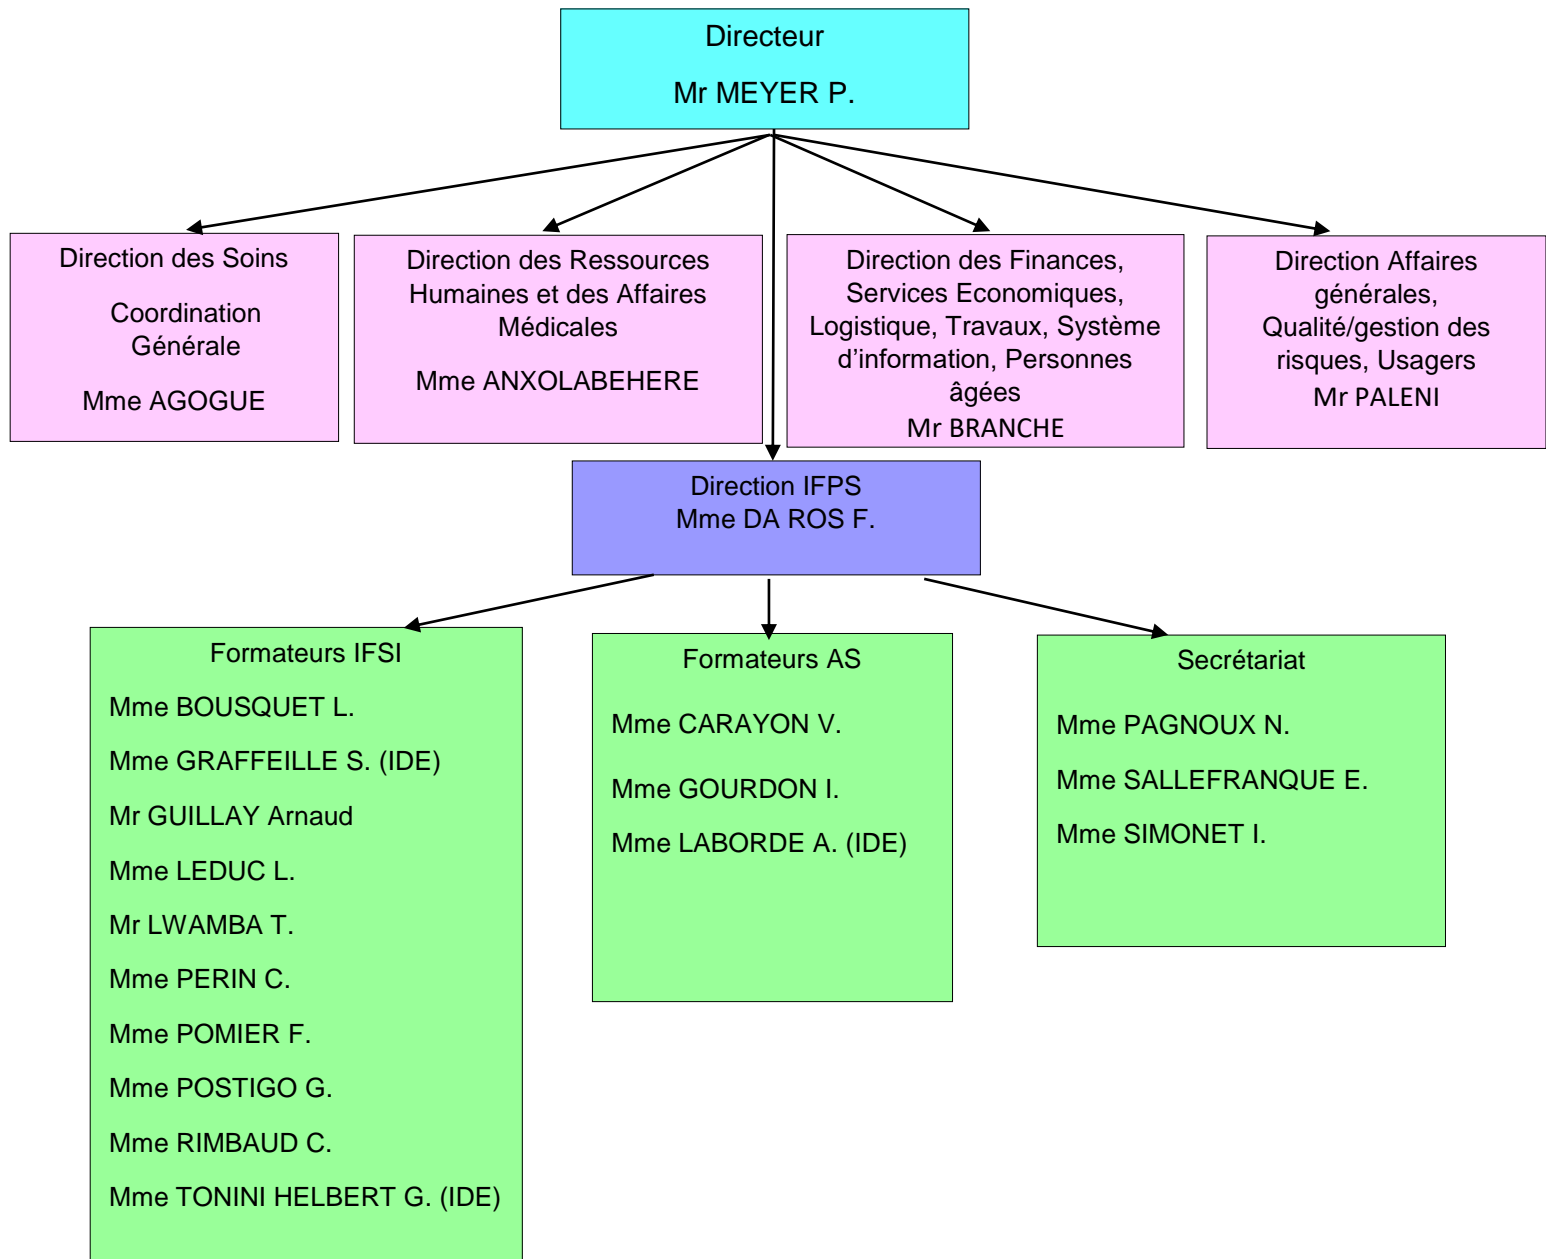 Directeur
Mr MEYER P.
Direction des Soins
Coordination
Générale
Mme AGOGUE
Direction des Ressources
Humaines et des Affaires
Médicales
Mme ANXOLABEHERE
Direction des Finances,
Services Economiques,
Logistique, Travaux, Système
d’information, Personnes
âgées
Mr BRANCHE
Direction Affaires
générales,
Qualité/gestion des
risques, Usagers
Mr PALENI
Direction IFPS
Mme DA ROS F.
Formateurs IFSI
Mme BOUSQUET L.
Mme GRAFFEILLE S. (IDE)
Mr GUILLAY Arnaud
Mme LEDUC L.
Mr LWAMBA T.
Mme PERIN C.
Mme POMIER F.
Mme POSTIGO G.
Mme RIMBAUD C.
Mme TONINI HELBERT G. (IDE)
Formateurs AS
Mme CARAYON V.
Mme GOURDON I.
Mme LABORDE A. (IDE)
Secrétariat
Mme PAGNOUX N.
Mme SALLEFRANQUE E.
Mme SIMONET I.